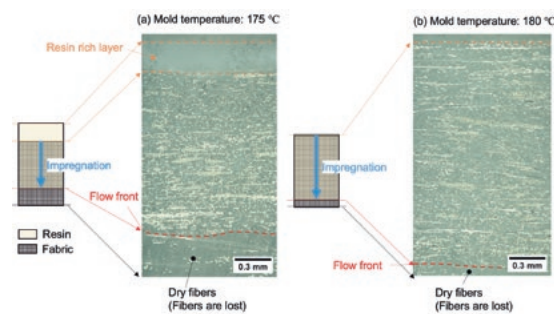 (a) Mold temperature: 175 ℃
Resin rich layer
Impregnation
Flow front
Resin
Fabric
0.3 mm
Dry fibers
(Fibers are lost)
(b) Mold temperature: 180 ℃
Impregnation
Flow front
0.3 mm
Dry fibers
(Fibers are lost)